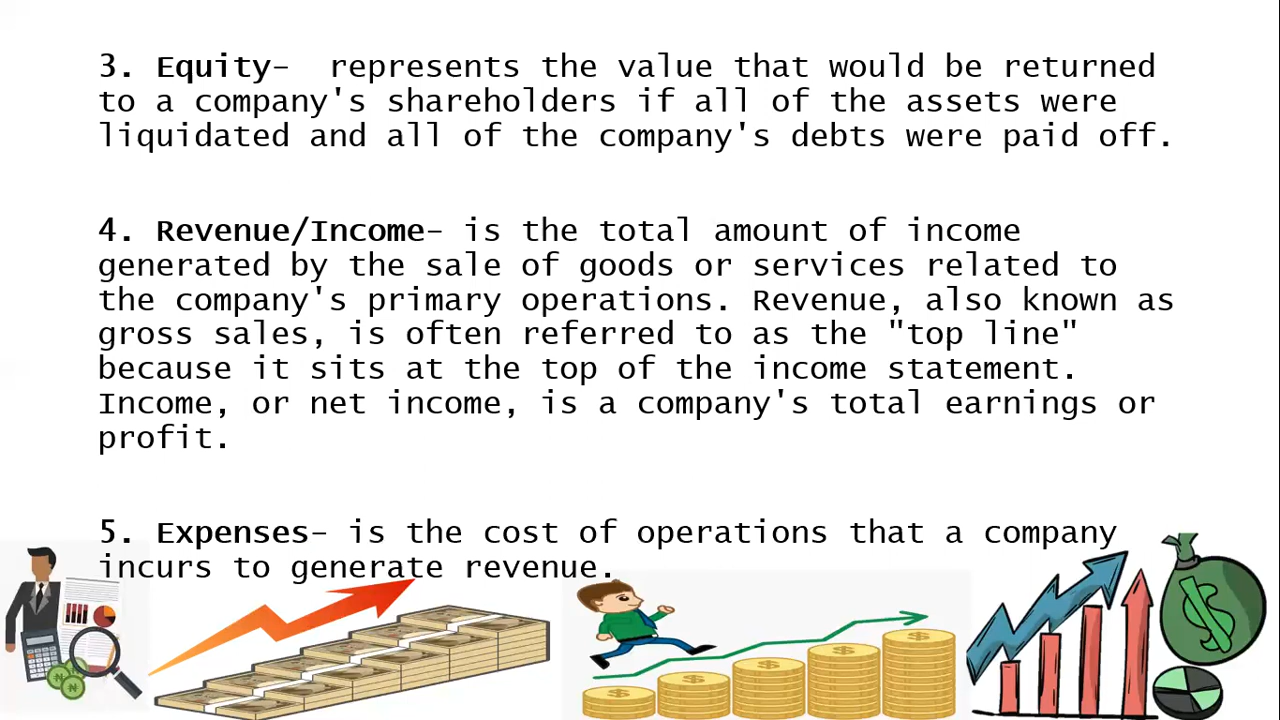 3. Equity–  represents the value that would be returned
to a company's shareholders if all of the assets were
liquidated and all of the company's debts were paid off.
4. Revenue/Income– is the total amount of income
generated by the sale of goods or services related to
the company's primary operations. Revenue, also known as
gross sales, is often referred to as the "top line"
because it sits at the top of the income statement.
Income, or net income, is a company's total earnings or
profit.
5. Expenses– is the cost of operations that a company
incurs to generate revenue.